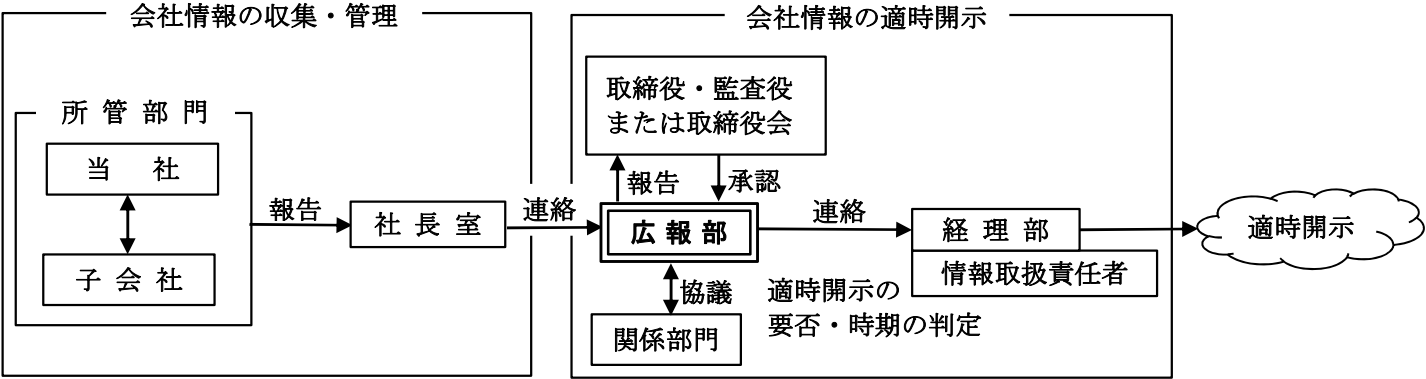 会社情報の収集・管理
所管部門
当社
子会社
報告
社長室
連絡
会社情報の適時開示
取締役・監査役
または取締役会
報告
承認
広報部
協議
関係部門
連絡
適時開示の
要否・時期の判定
経理部
情報取扱責任者
適時開示